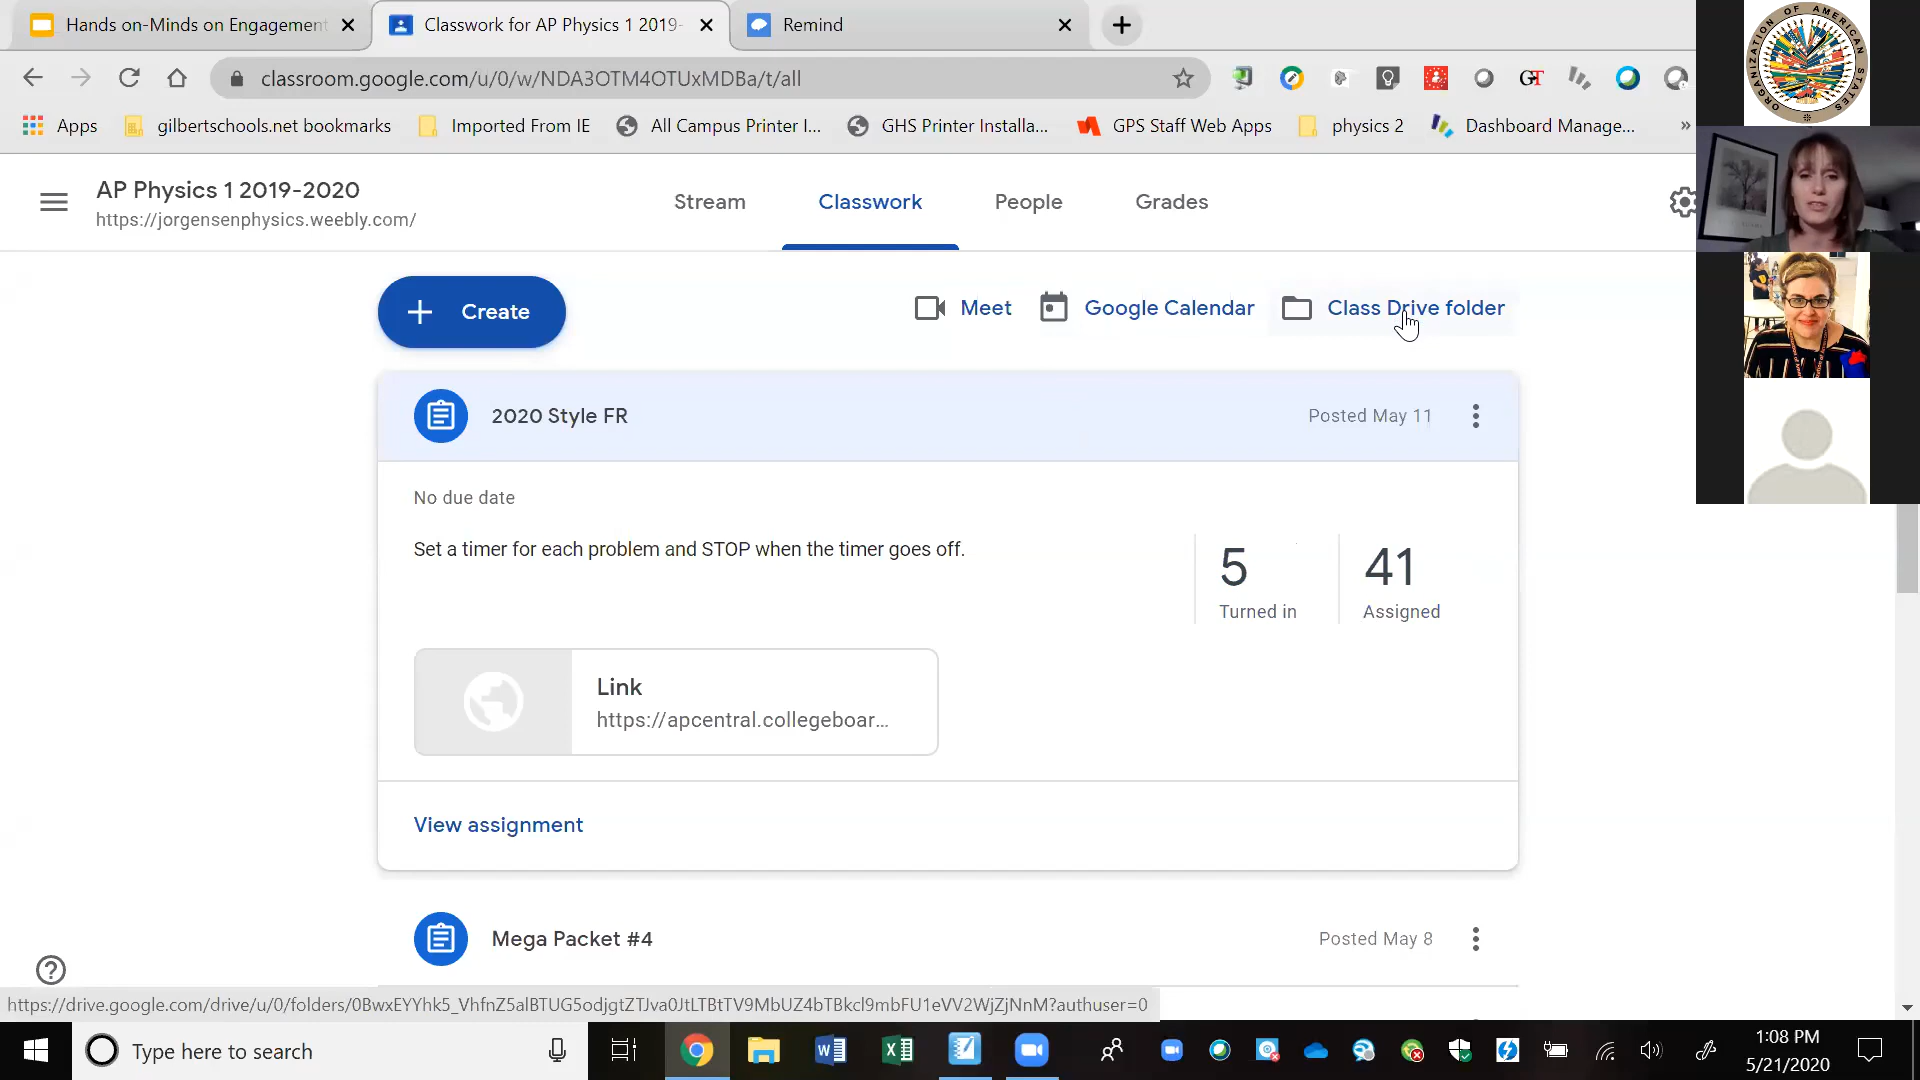 Hands on-Minds on Engagement
Classwork for AP Physics 1 2019-
Remind
classroom.google.com/u/0/w/NDA3OTM4OTUxMDBa/t/all
GT
Apps
gilbertschools.net bookmarks
Imported From IE
All Campus Printer I...
GHS Printer Installa...
GPS Staff Web Apps
physics 2
Dashboard Manage...
»
ORGANIZATION OF AMERICAN STATES
AP Physics 1 2019-2020
https://jorgensenphysics.weebly.com/
Stream
Classwork
People
Grades
Create
Meet
Google Calendar
Class Drive folder
2020 Style FR
Posted May 11
No due date
Set a timer for each problem and STOP when the timer goes off.
5
Turned in
41
Assigned
Link
https://apcentral.collegeboar...
View assignment
Mega Packet #4
Posted May 8
https://drive.google.com/drive/u/0/folders/0BwxEYYhk5_VhfnZ5alBTUG5odjgtZTJva0JtLTBtTV9MbUZ4bTBkcl9mbFU1eVV2WjZjNnM?authuser=0
Type here to search
1:08 PM
5/21/2020